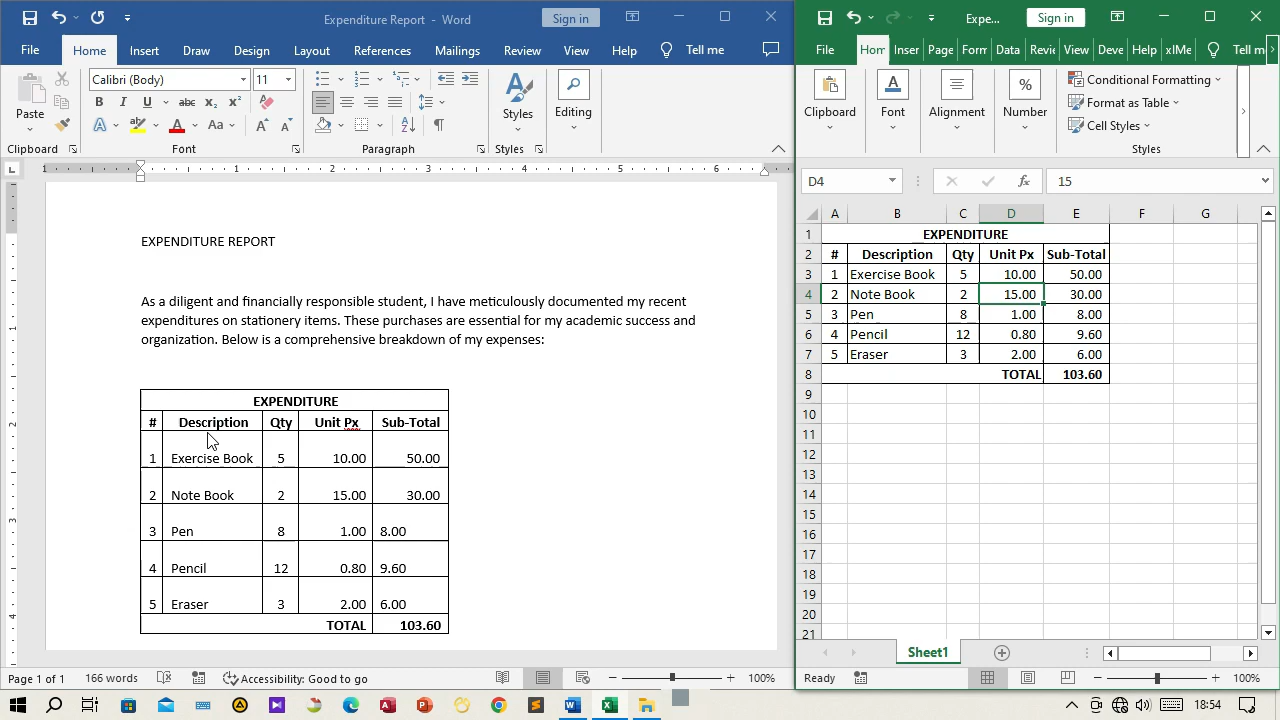 Expenditure Report - Word
Sign in
File Home Insert Draw Design Layout References Mailings Review View Help Tell me
Calibri (Body) 11
Paste
Styles
Editing
Clipboard Font Paragraph Styles
1 1 2 3 4 5 6
EXPENDITURE REPORT
As a diligent and financially responsible student, I have meticulously documented my recent
expenditures on stationery items. These purchases are essential for my academic success and
organization. Below is a comprehensive breakdown of my expenses:
EXPENDITURE
# Description Qty Unit Px Sub-Total
1 Exercise Book 5 10.00 50.00
2 Note Book 2 15.00 30.00
3 Pen 8 1.00 8.00
4 Pencil 12 0.80 9.60
5 Eraser 3 2.00 6.00
TOTAL 103.60
Page 1 of 1 166 words Accessibility: Good to go 100%
Expe... Sign in
File Hom Inser Page Form Data Revie View Deve Help xlMe Tell m
Clipboard Font Alignment Number
Conditional Formatting
Format as Table
Cell Styles
Styles
D4 fx 15
A B C D E F G
1 EXPENDITURE
2 # Description Qty Unit Px Sub-Total
3 1 Exercise Book 5 10.00 50.00
4 2 Note Book 2 15.00 30.00
5 3 Pen 8 1.00 8.00
6 4 Pencil 12 0.80 9.60
7 5 Eraser 3 2.00 6.00
8 TOTAL 103.60
9
10
11
12
13
14
15
16
17
18
19
20
21
Sheet1
Ready 100%
18:54